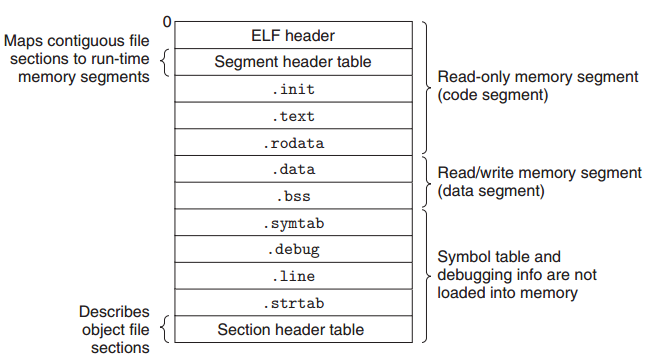 0
Maps contiguous file
sections to run-time
memory segments
ELF header
Segment header table
.init
.text
.rodata
.data
.bss
.symtab
.debug
.line
.strtab
Section header table
Describes
object file
sections
Read-only memory segment
(code segment)
Read/write memory segment
(data segment)
Symbol table and
debugging info are not
loaded into memory